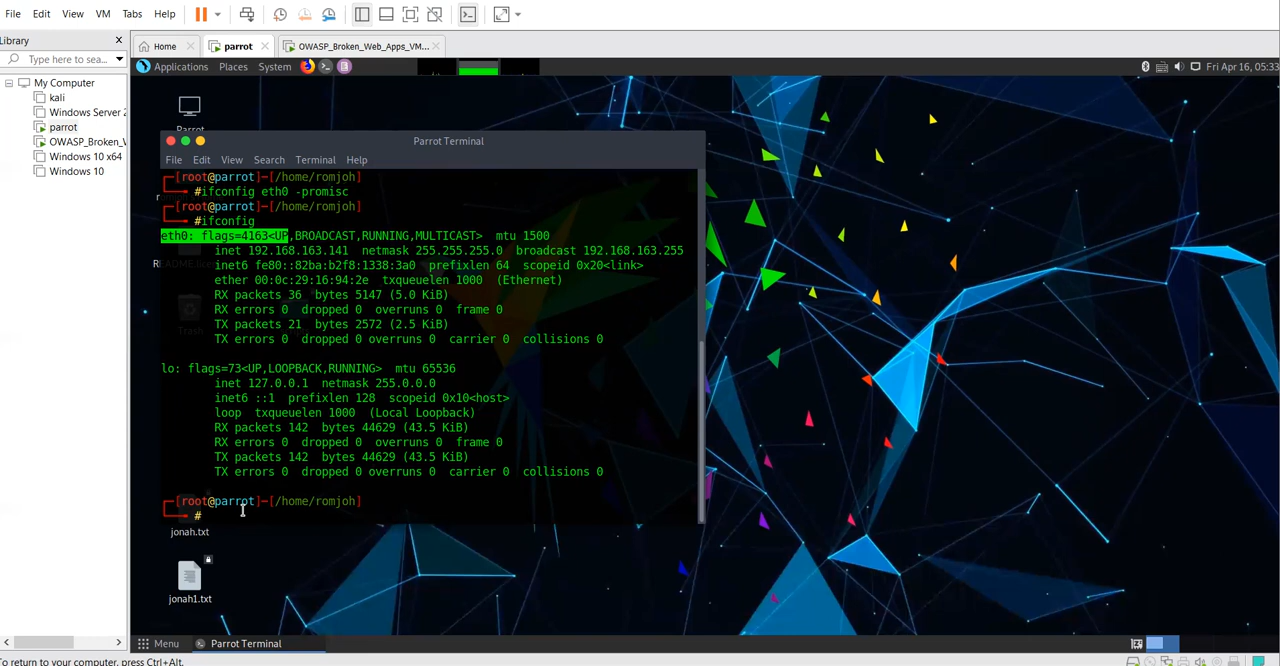 File Edit View VM Tabs Help
Library
Type here to sea...
Home
parrot
OWASP_Broken_Web_Apps_VM...
My Computer
kali
Windows Server 2
parrot
OWASP_Broken_V
Windows 10 x64
Windows 10
Applications Places System
Fri Apr 16, 05:33
Parrot
Parrot Terminal
File Edit View Search Terminal Help
┌─[root@parrot]─[/home/romjoh]
└──╼ #ifconfig eth0 -promisc
┌─[root@parrot]─[/home/romjoh]
└──╼ #ifconfig
eth0: flags=4163<UP,BROADCAST,RUNNING,MULTICAST>  mtu 1500
inet 192.168.163.141  netmask 255.255.255.0  broadcast 192.168.163.255
inet6 fe80::82ba:b2f8:1338:3a0  prefixlen 64  scopeid 0x20<link>
ether 00:0c:29:16:94:2e  txqueuelen 1000  (Ethernet)
RX packets 36  bytes 5147 (5.0 KiB)
RX errors 0  dropped 0  overruns 0  frame 0
TX packets 21  bytes 2572 (2.5 KiB)
TX errors 0  dropped 0 overruns 0  carrier 0  collisions 0
lo: flags=73<UP,LOOPBACK,RUNNING>  mtu 65536
inet 127.0.0.1  netmask 255.0.0.0
inet6 ::1  prefixlen 128  scopeid 0x10<host>
loop  txqueuelen 1000  (Local Loopback)
RX packets 142  bytes 44629 (43.5 KiB)
RX errors 0  dropped 0  overruns 0  frame 0
TX packets 142  bytes 44629 (43.5 KiB)
TX errors 0  dropped 0 overruns 0  carrier 0  collisions 0
┌─[root@parrot]─[/home/romjoh]
└──╼ #
Trash
jonah.txt
jonah1.txt
Menu
Parrot Terminal
To return to your computer, press Ctrl+Alt.